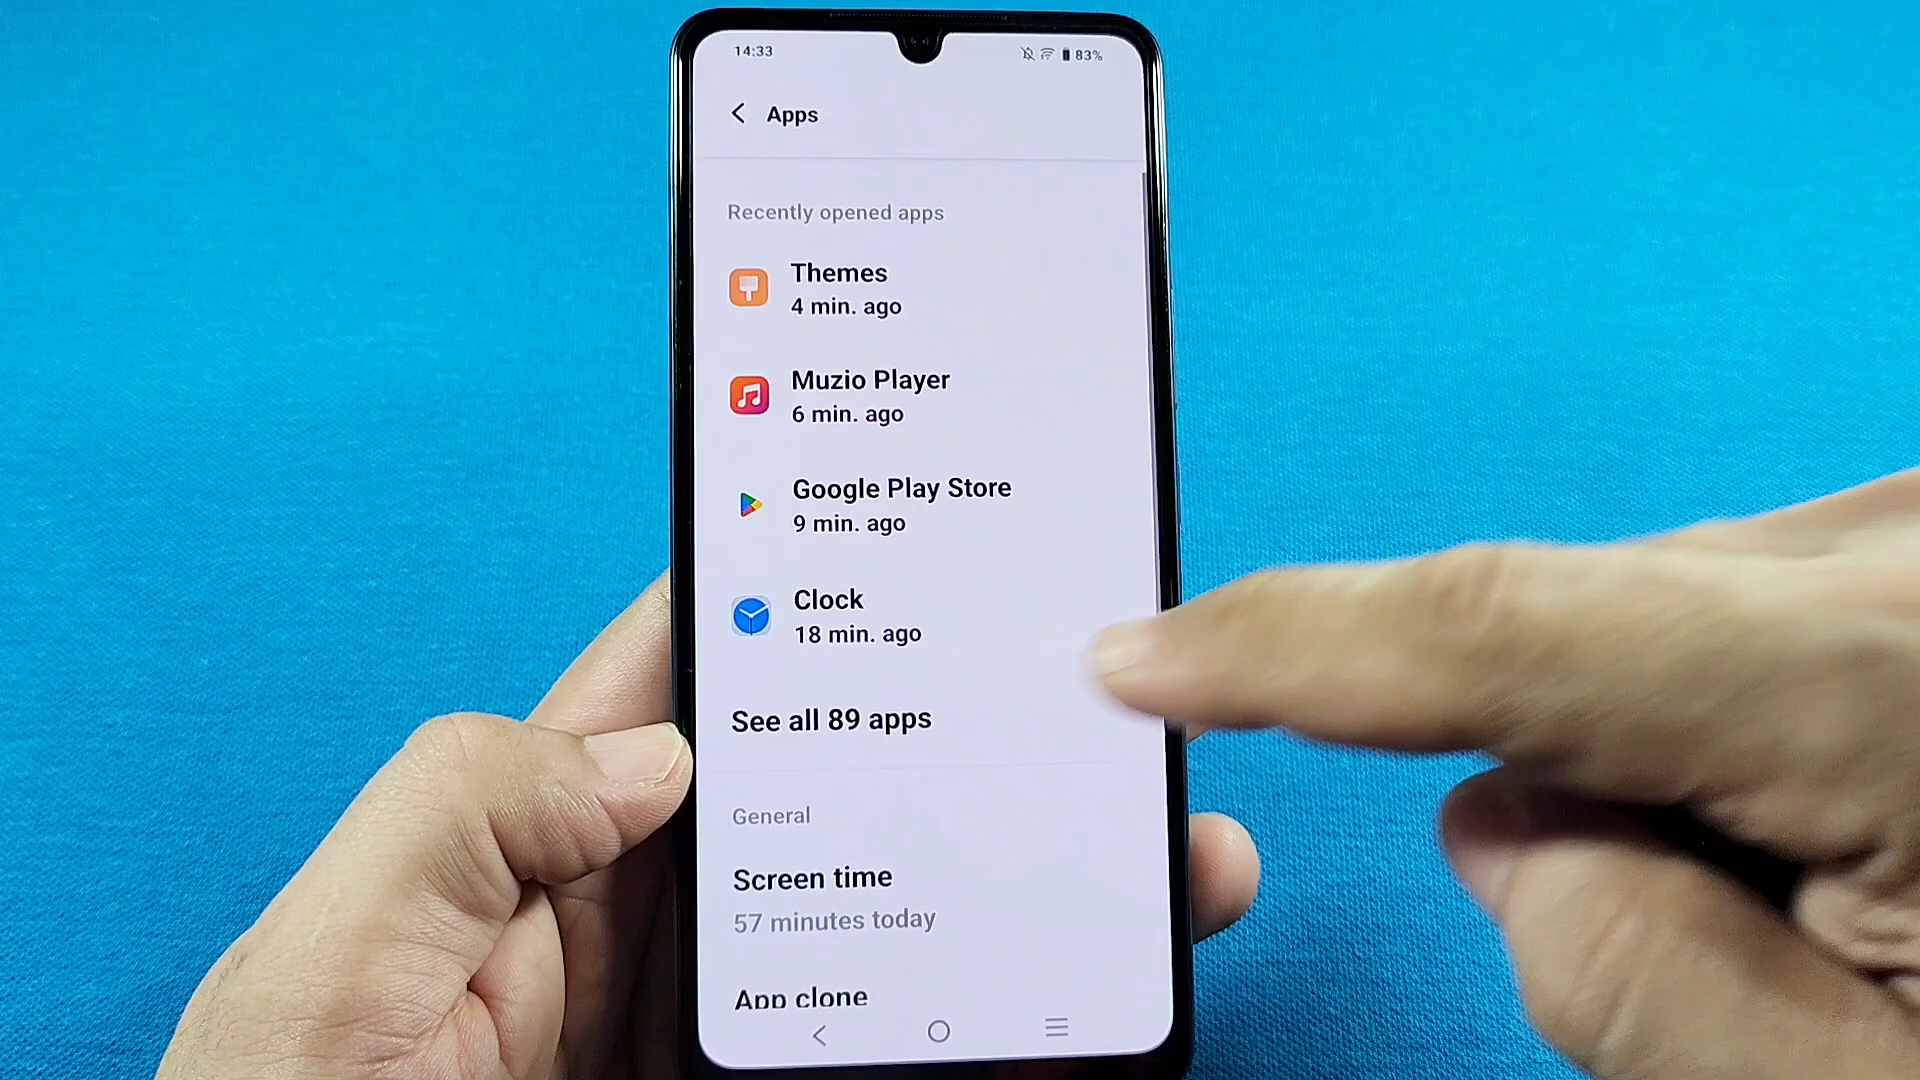 14:33
83%
Apps
Recently opened apps
Themes
4 min. ago
Muzio Player
6 min. ago
Google Play Store
9 min. ago
Clock
18 min. ago
See all 89 apps
General
Screen time
57 minutes today
App clone